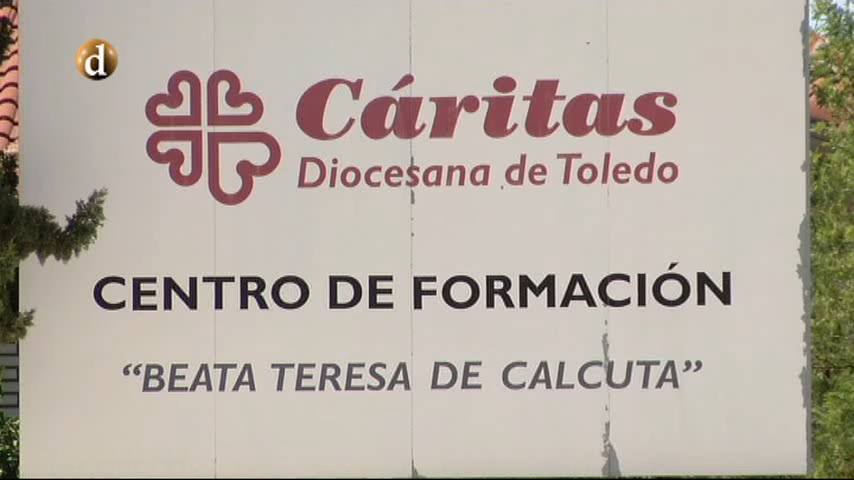 d
Cáritas
Diocesana de Toledo
CENTRO DE FORMACIÓN
“BEATA TERESA DE CALCUTA”